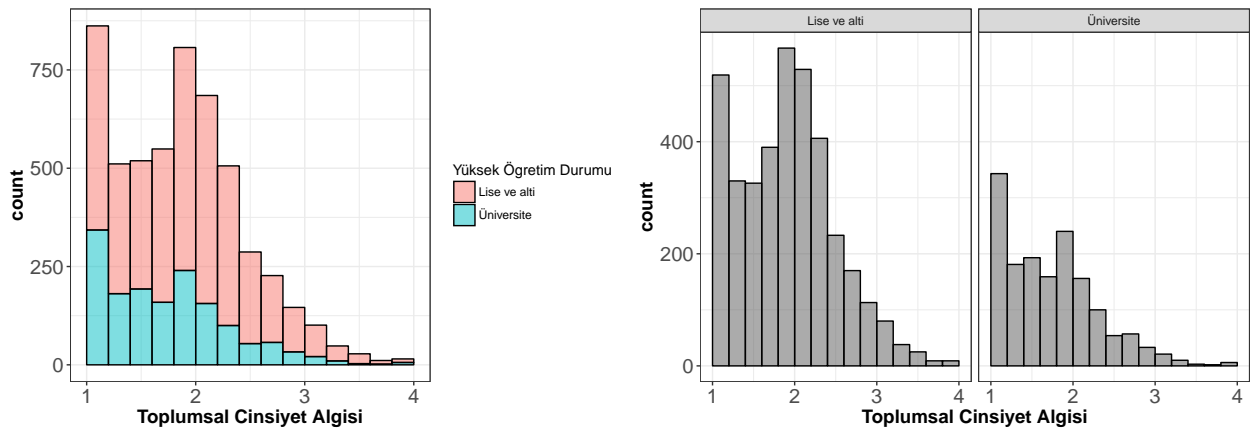 750
500
250
0
count
1 2 3 4
Toplumsal Cinsiyet Algisi
Yüksek Ögretim Durumu
Lise ve alti
Üniversite
Lise ve alti Üniversite
400
200
0
count
1 2 3 4 1 2 3 4
Toplumsal Cinsiyet Algisi